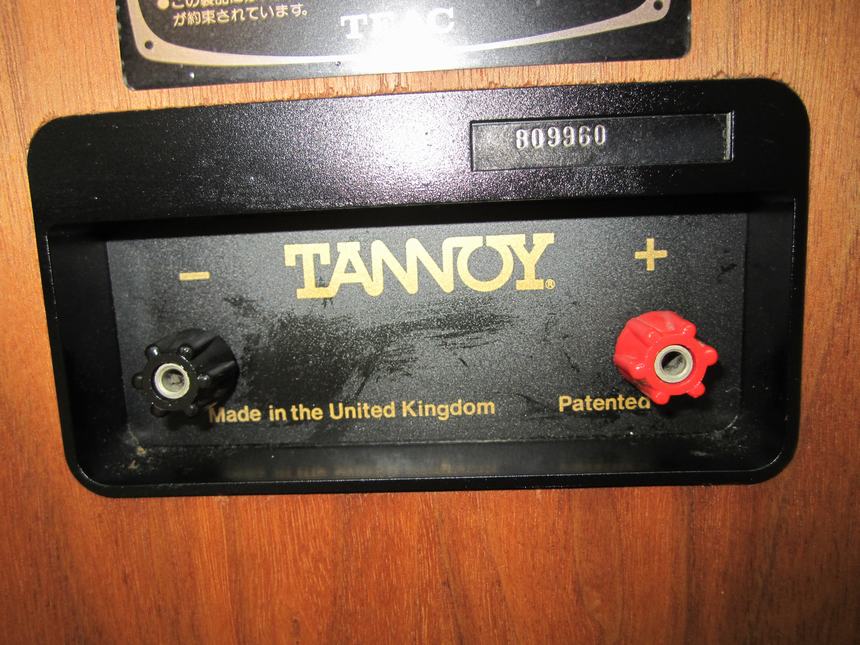 が約束されています。
TEAC
809960
− TANNOY® +
Made in the United Kingdom Patented